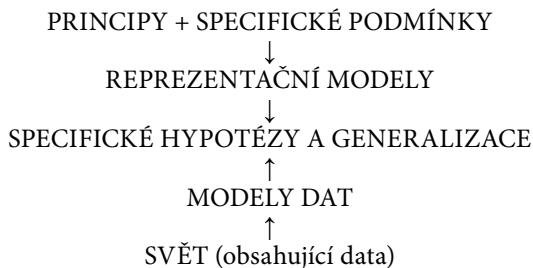 PRINCIPY + SPECIFICKÉ PODMÍNKY
↓
REPREZENTAČNÍ MODELY
↓
SPECIFICKÉ HYPOTÉZY A GENERALIZACE
↑
MODELY DAT
↑
SVĚT (obsahující data)